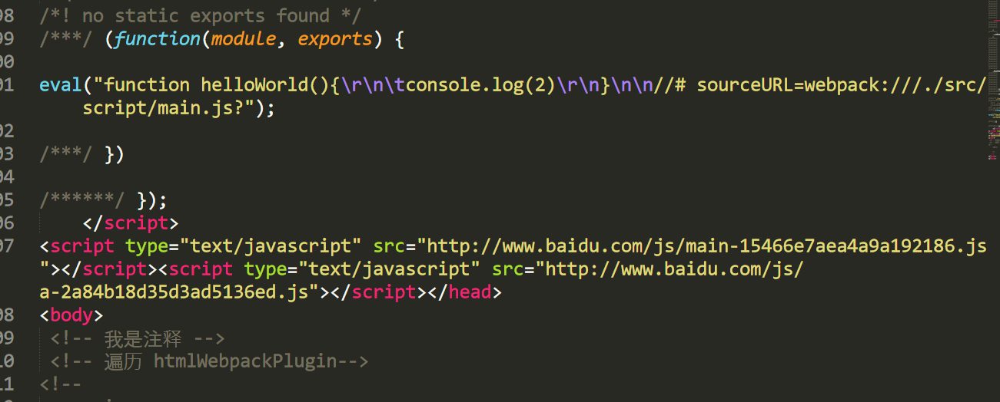 98 /*! no static exports found */
99 /***/ (function(module, exports) {
00
01 eval("function helloWorld(){\r\n\tconsole.log(2)\r\n}\n\n//# sourceURL=webpack:///./src/
script/main.js?");
02
03 /***/ })
04
05 /******/ });
06 </script>
07 <script type="text/javascript" src="http://www.baidu.com/js/main-15466e7aea4a9a192186.js
"></script><script type="text/javascript" src="http://www.baidu.com/js/
a-2a84b18d35d3ad5136ed.js"></script></head>
08 <body>
09 <!-- 我是注释 -->
10 <!-- 遍历 htmlWebpackPlugin-->
11 <!--